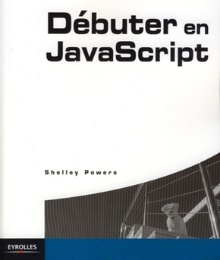 Débuter en
JavaScript
Shelley Powers
EYROLLES